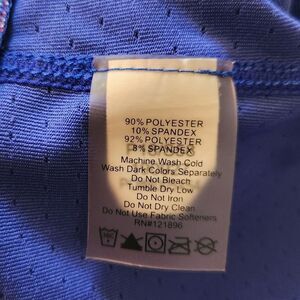 90% POLYESTER
10% SPANDEX
92% POLYESTER
8% SPANDEX
Machine Wash Cold
Wash Dark Colors Separately
Do Not Bleach
Tumble Dry Low
Do Not Iron
Do Not Dry Clean
Do Not Use Fabric Softeners
RN#121896